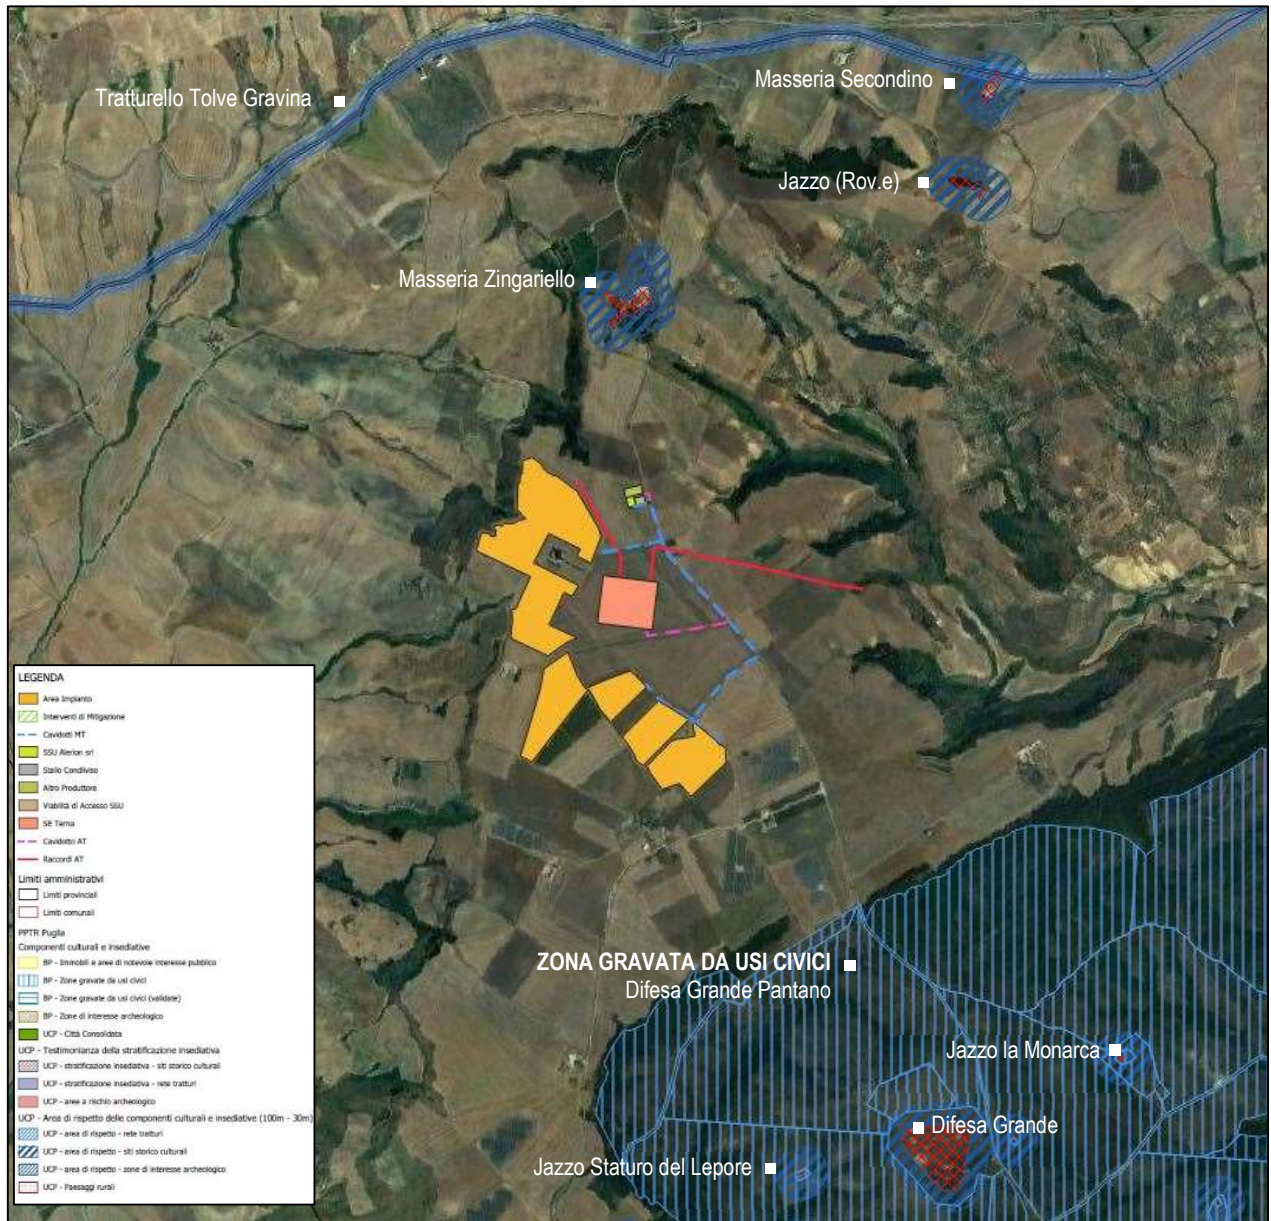 Masseria Secondino
Tratturello Tolve Gravina
Jazzo (Rov.e)
Masseria Zingariello
LEGENDA
Area Impianto
Interventi di Mitigazione
Cavidotti MT
SSU Alerion srl
Stallo Condiviso
Altro Produttore
Viabilità di Accesso SSU
SE Terna
Cavidotto AT
Raccordi AT
Limiti amministrativi
Limiti provinciali
Limiti comunali
PPTR Puglia
Componenti culturali e insediative
BP - Immobili e aree di notevole interesse pubblico
BP - Zone gravate da usi civici
BP - Zone gravate da usi civici (validate)
BP - Zone di interesse archeologico
UCP - Città Consolidata
UCP - Testimonianza della stratificazione insediativa
UCP - stratificazione insediativa - siti storico culturali
UCP - stratificazione insediativa - rete tratturi
UCP - aree a rischio archeologico
UCP - Area di rispetto delle componenti culturali e insediative (100m - 30m)
UCP - area di rispetto - rete tratturi
UCP - area di rispetto - siti storico culturali
UCP - area di rispetto - zone di interesse archeologico
UCP - Paesaggi rurali
ZONA GRAVATA DA USI CIVICI
Difesa Grande Pantano
Jazzo la Monarca
Difesa Grande
Jazzo Staturo del Lepore